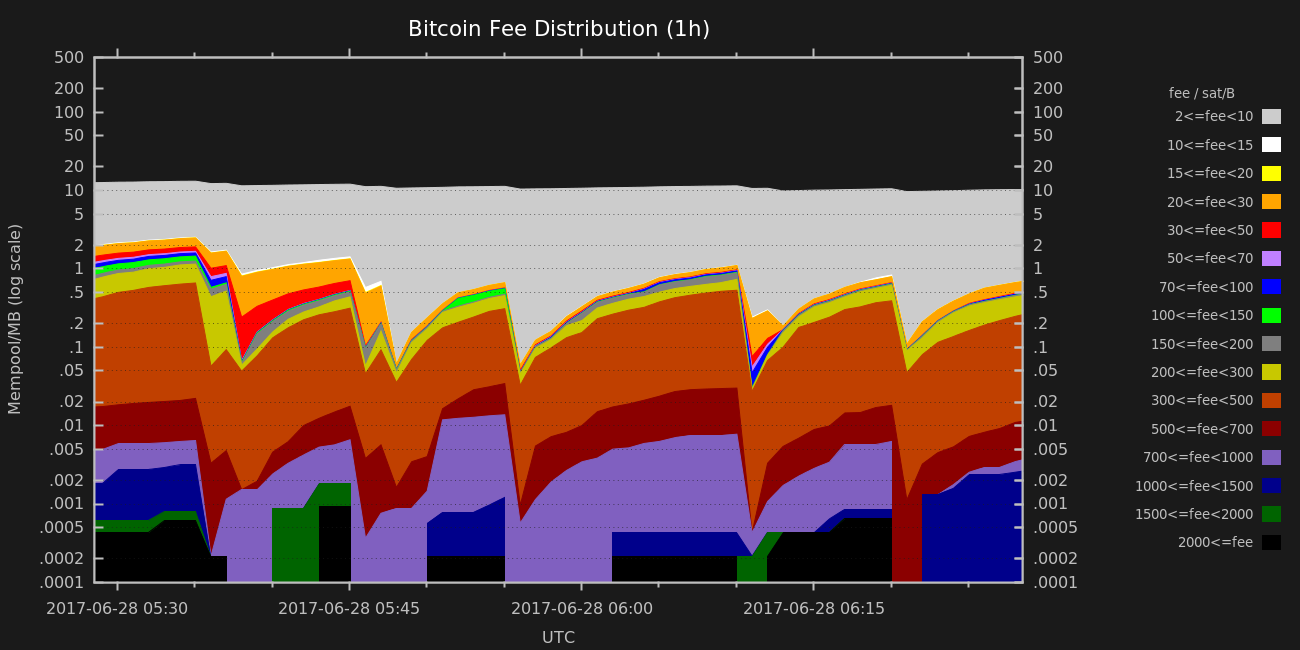 Bitcoin Fee Distribution (1h)
500 500
200 200
100 100
50 50
20 20
10 10
5 5
2 2
1 1
.5 .5
.2 .2
.1 .1
.05 .05
.02 .02
.01 .01
.005 .005
.002 .002
.001 .001
.0005 .0005
.0002 .0002
.0001 .0001
Mempool/MB (log scale)
2017-06-28 05:30 2017-06-28 05:45 2017-06-28 06:00 2017-06-28 06:15
UTC
fee / sat/B
2<=fee<10
10<=fee<15
15<=fee<20
20<=fee<30
30<=fee<50
50<=fee<70
70<=fee<100
100<=fee<150
150<=fee<200
200<=fee<300
300<=fee<500
500<=fee<700
700<=fee<1000
1000<=fee<1500
1500<=fee<2000
2000<=fee